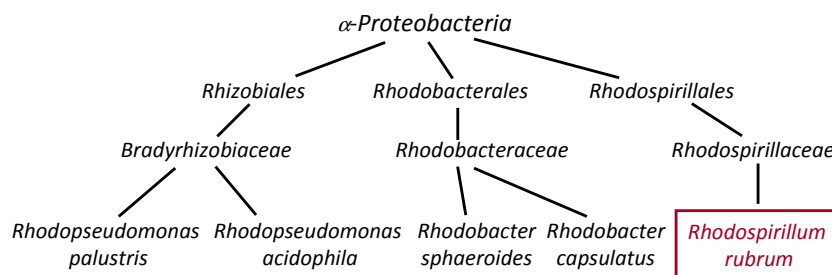 α-Proteobacteria
Rhizobiales Rhodobacterales Rhodospirillales
Bradyrhizobiaceae Rhodobacteraceae Rhodospirillaceae
Rhodopseudomonas Rhodopseudomonas Rhodobacter Rhodobacter Rhodospirillum
palustris acidophila sphaeroides capsulatus rubrum